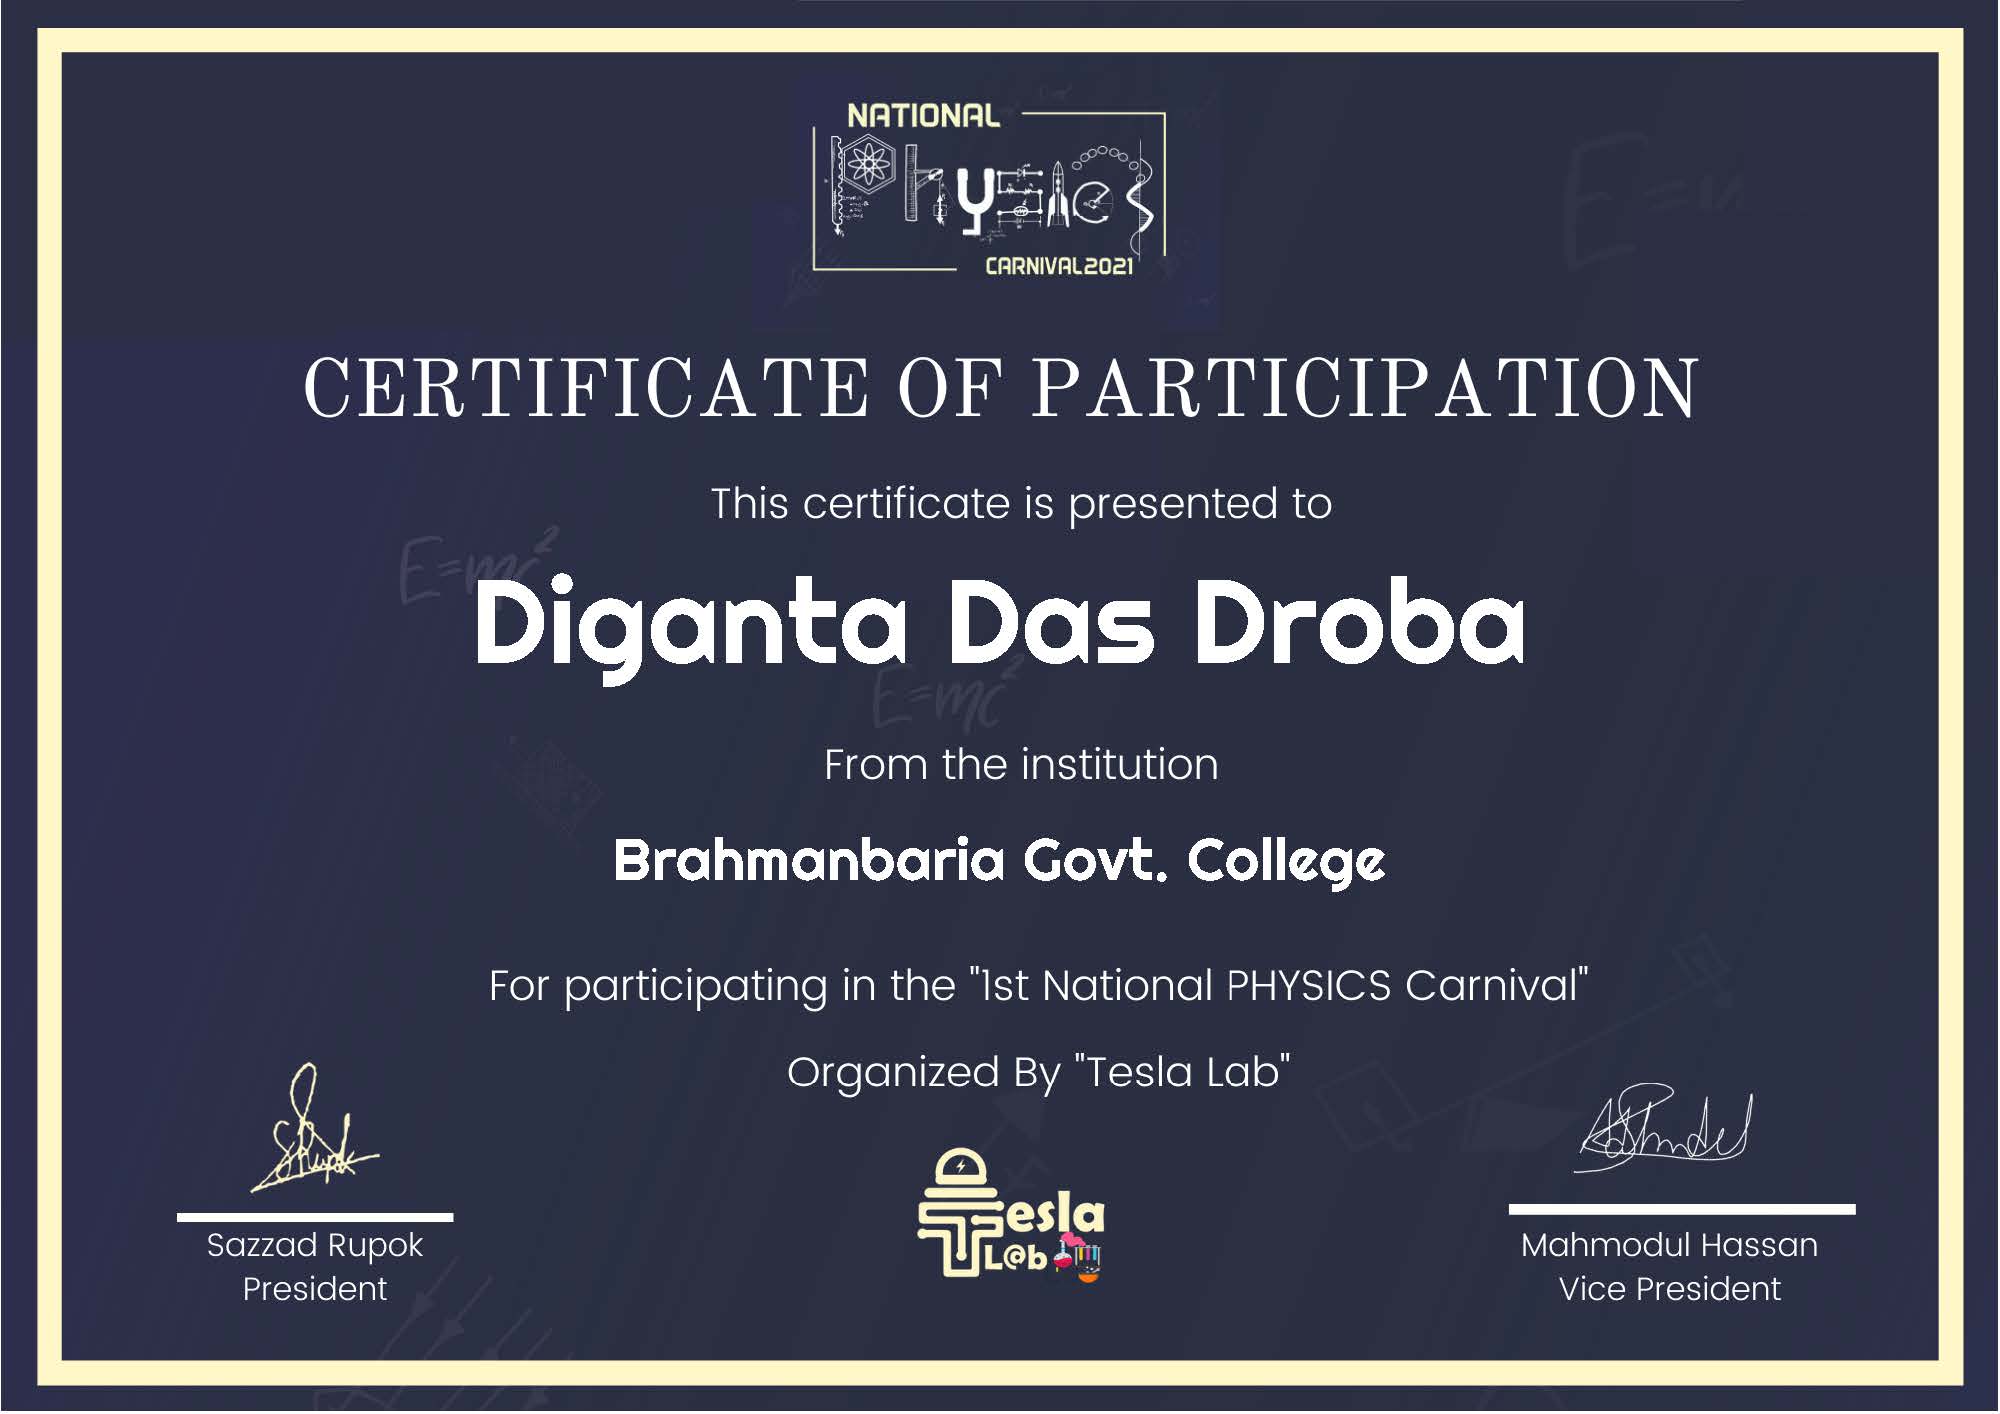 NATIONAL
Physics
CARNIVAL2021
CERTIFICATE OF PARTICIPATION
This certificate is presented to
E=mc²
Diganta Das Droba
E=mc²
From the institution
Brahmanbaria Govt. College
For participating in the "1st National PHYSICS Carnival"
Organized By "Tesla Lab"
Tesla
L@b
Sazzad Rupok
President
Mahmodul Hassan
Vice President